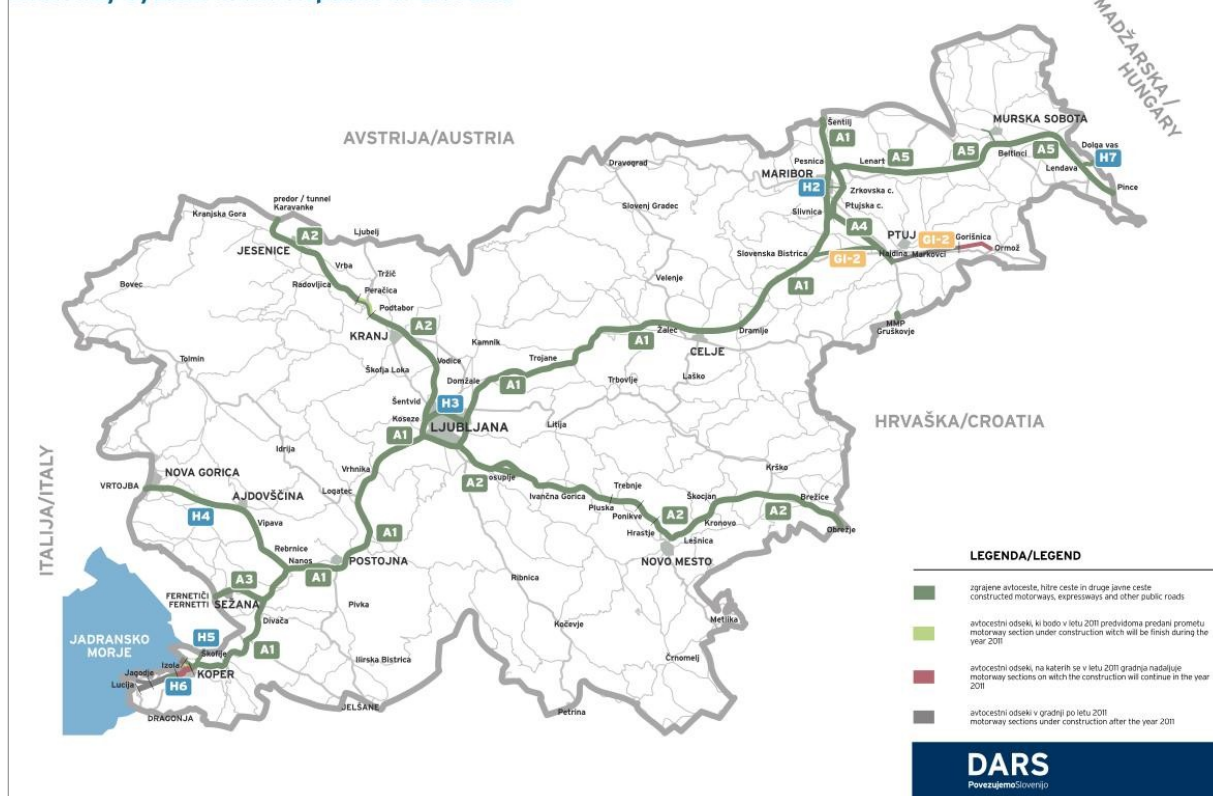 MADŽARSKA /
HUNGARY
AVSTRIJA/AUSTRIA
HRVAŠKA/CROATIA
ITALIJA/ITALY
JADRANSKO
MORJE
Šentilj
A1
Pesnica
MARIBOR
H2
Lenart
A5
A5
MURSKA SOBOTA
Beltinci
A5
Dolga vas
H7
Lendava
Pince
Dravograd
Slovenj Gradec
Zrkovska c.
Ptujska c.
Slivnica
A4
PTUJ
GI-2
Gorišnica
Ormož
GI-2
Hajdina
Markovci
Slovenska Bistrica
A1
MMP
Gruškovje
predor / tunnel
Karavanke
Kranjska Gora
A2
Ljubelj
JESENICE
Vrba
Tržič
Radovljica
Peračica
Podtabor
Bovec
KRANJ
A2
Kamnik
Vodice
Velenje
Žalec
A1
CELJE
Dramlje
Tolmin
Škofja Loka
Domžale
A1
Trojane
Trbovlje
Laško
Šentvid
H3
Koseze
LJUBLJANA
Litija
A1
Idrija
Vrhnika
Logatec
NOVA GORICA
VRTOJBA
AJDOVŠČINA
H4
Vipava
A2
osuplje
Ivančna Gorica
Trebnje
Pluska
Ponikve
Hrastje
A2
Škocjan
Kronovo
Lešnica
Krško
A2
Brežice
Obrežje
NOVO MESTO
A1
Rebrnice
Nanos
A1
POSTOJNA
A3
FERNETIČI
FERNETTI
SEŽANA
Divača
Pivka
Ribnica
Kočevje
Metlika
Črnomelj
H5
Škofije
A1
Izola
KOPER
Jagodje
Lucija
H6
DRAGONJA
Ilirska Bistrica
JELŠANE
Petrina
LEGENDA/LEGEND
zgrajene avtoceste, hitre ceste in druge javne ceste
constructed motorways, expressways and other public roads
avtocestni odseki, ki bodo v letu 2011 predvidoma predani prometu
motorway section under construction witch will be finish during the
year 2011
avtocestni odseki, na katerih se v letu 2011 gradnja nadaljuje
motorway sections on witch the construction will continue in the year
2011
avtocestni odseki v gradnji po letu 2011
motorway sections under construction after the year 2011
DARS
PovezujemoSlovenijo